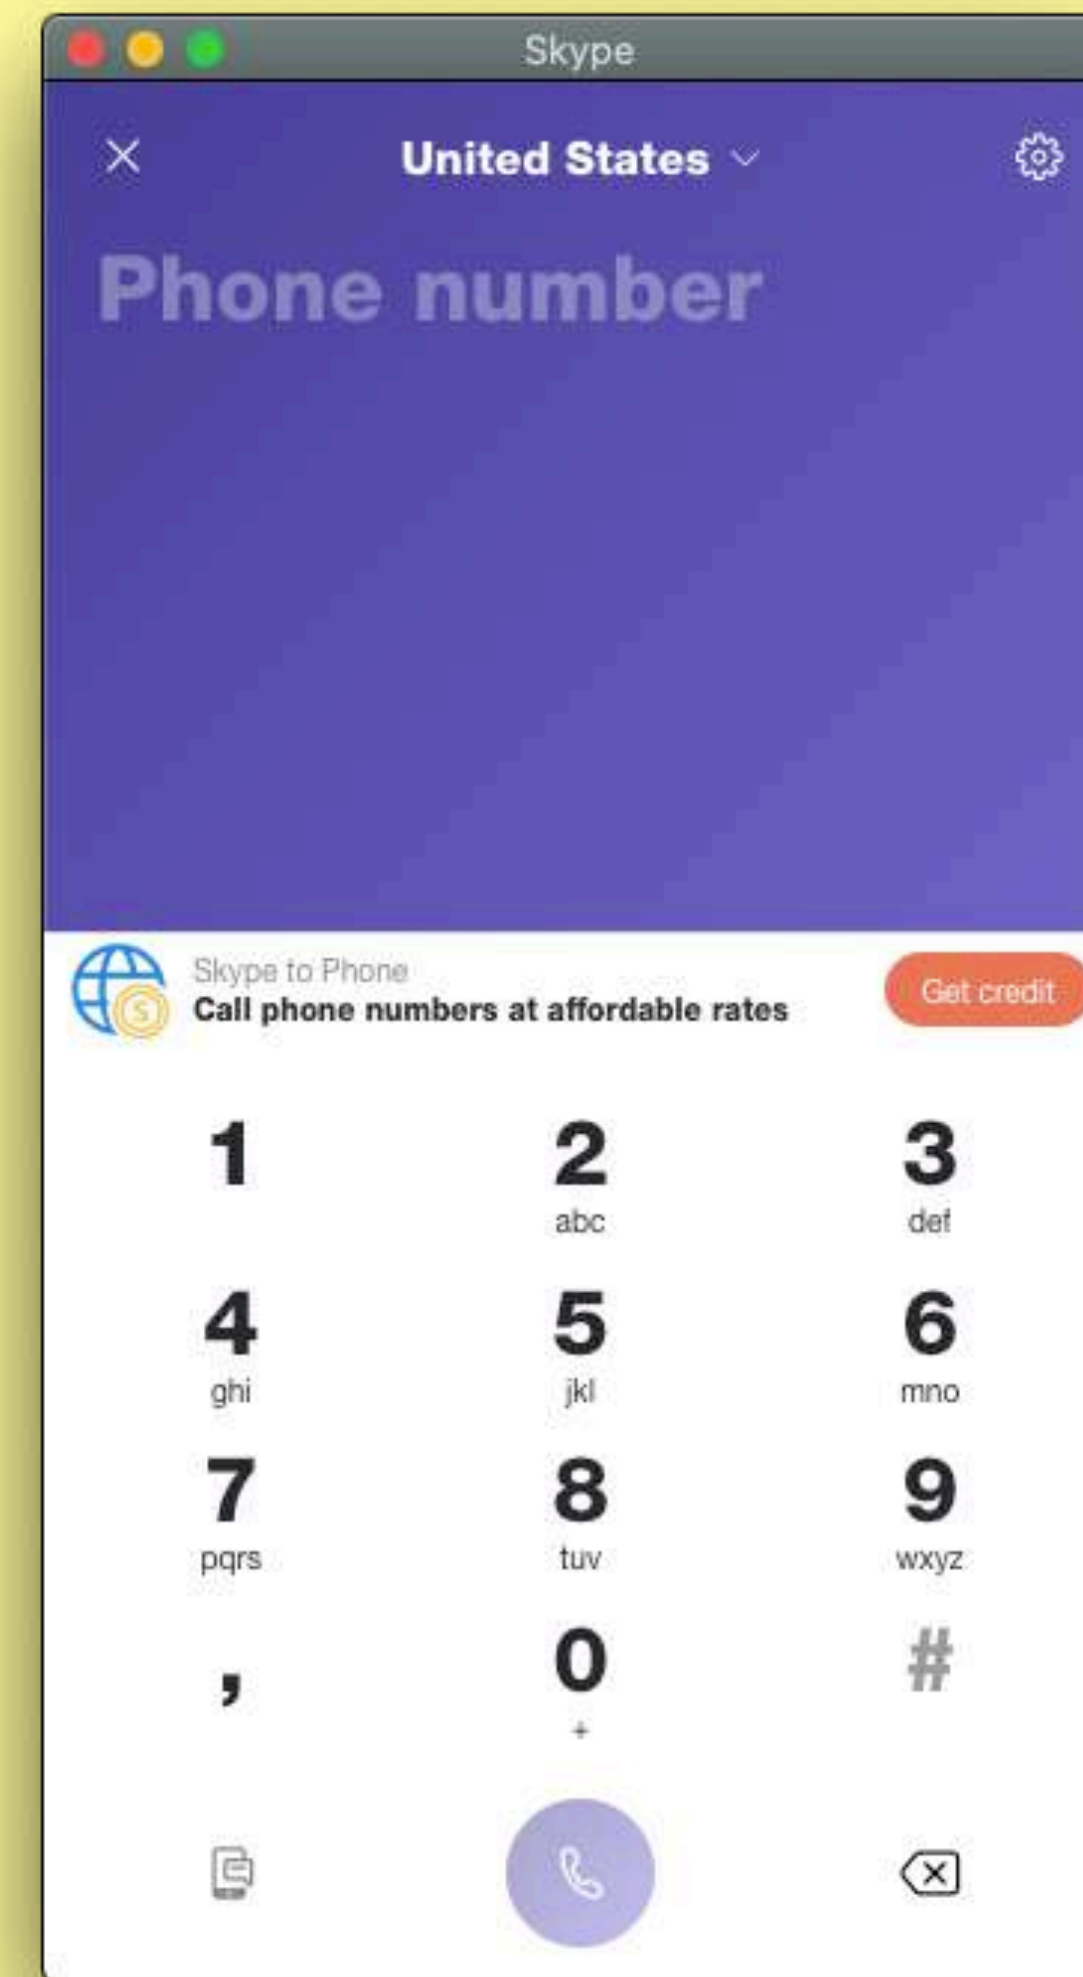 Skype
United States
Phone number
Skype to Phone
Call phone numbers at affordable rates
Get credit
1 2 3
abc def
4 5 6
ghi jkl mno
7 8 9
pqrs tuv wxyz
, 0 #
+